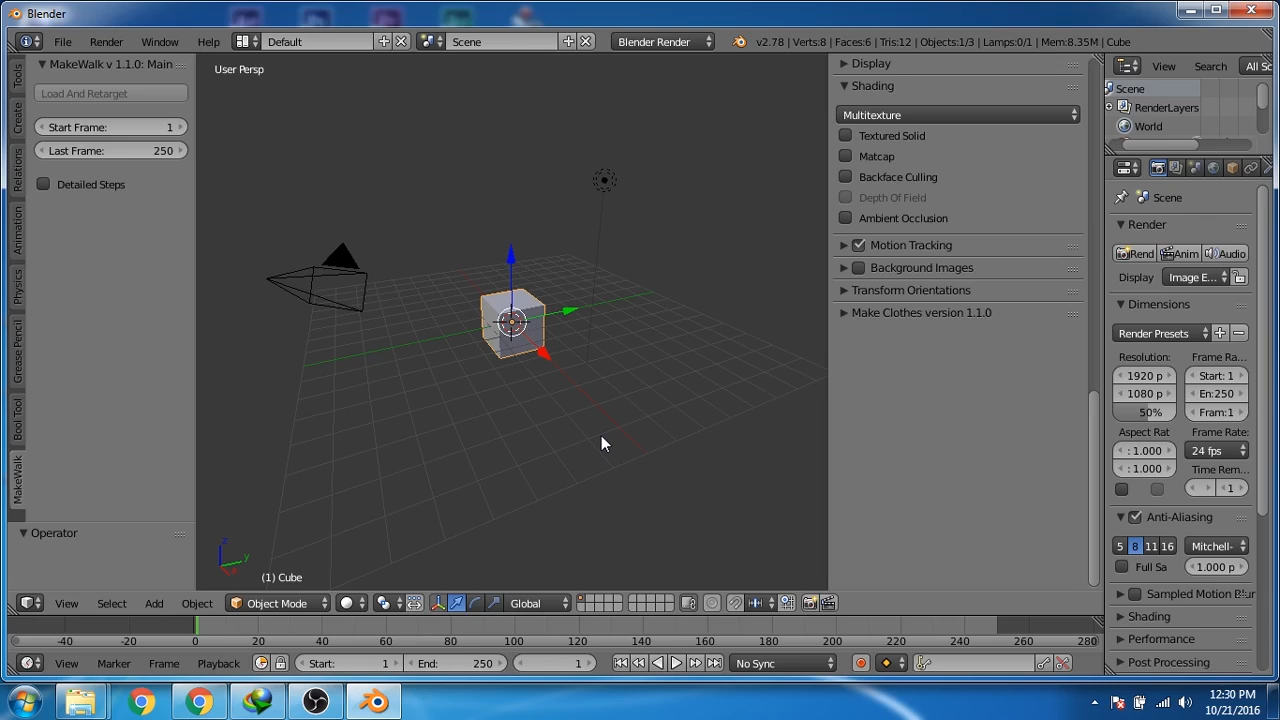 Blender
File Render Window Help Default Scene Blender Render v2.78 | Verts:8 | Faces:6 | Tris:12 | Objects:1/3 | Lamps:0/1 | Mem:8.35M | Cube
Tools
Create
Relations
Animation
Physics
Grease Pencil
Bool Tool
MakeWalk
MakeWalk v 1.1.0: Main
Load And Retarget
Start Frame: 1
Last Frame: 250
Detailed Steps
Operator
User Persp
z
y
x
(1) Cube
Display
Shading
Multitexture
Textured Solid
Matcap
Backface Culling
Depth Of Field
Ambient Occlusion
Motion Tracking
Background Images
Transform Orientations
Make Clothes version 1.1.0
View Search All Sc
Scene
RenderLayers
World
Scene
Render
Rend Anim Audio
Display Image E...
Dimensions
Render Presets
Resolution: Frame Ra...
1920 p Start: 1
1080 p En:250
50% Fram:1
Aspect Rat Frame Rate:
: 1.000 24 fps
: 1.000 Time Rem...
1
Anti-Aliasing
5 8 11 16 Mitchell-
Full Sa 1.000 p
Sampled Motion Blur
Shading
Performance
Post Processing
View Select Add Object Object Mode Global
-40 -20 0 20 40 60 80 100 120 140 160 180 200 220 240 260 280
View Marker Frame Playback Start: 1 End: 250 1 No Sync
12:30 PM
10/21/2016